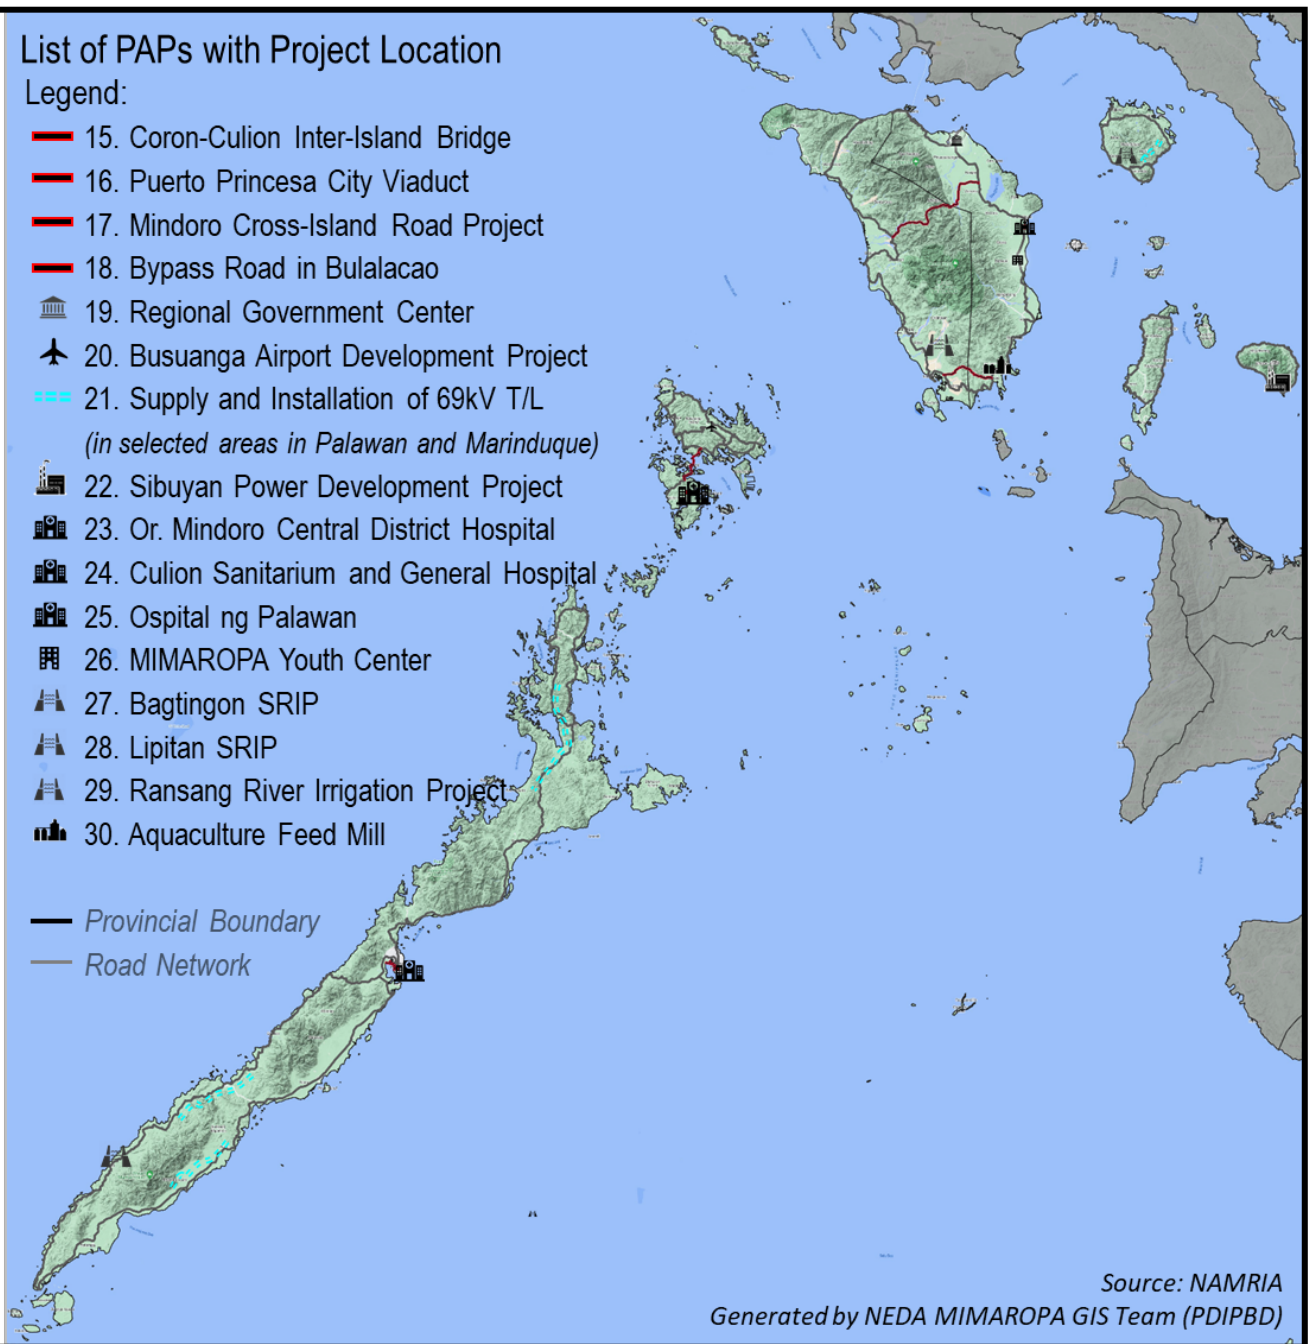 List of PAPs with Project Location
Legend:
15. Coron-Culion Inter-Island Bridge
16. Puerto Princesa City Viaduct
17. Mindoro Cross-Island Road Project
18. Bypass Road in Bulalacao
19. Regional Government Center
20. Busuanga Airport Development Project
21. Supply and Installation of 69kV T/L
(in selected areas in Palawan and Marinduque)
22. Sibuyan Power Development Project
23. Or. Mindoro Central District Hospital
24. Culion Sanitarium and General Hospital
25. Ospital ng Palawan
26. MIMAROPA Youth Center
27. Bagtingon SRIP
28. Lipitan SRIP
29. Ransang River Irrigation Project
30. Aquaculture Feed Mill
Provincial Boundary
Road Network
Source: NAMRIA
Generated by NEDA MIMAROPA GIS Team (PDIPBD)